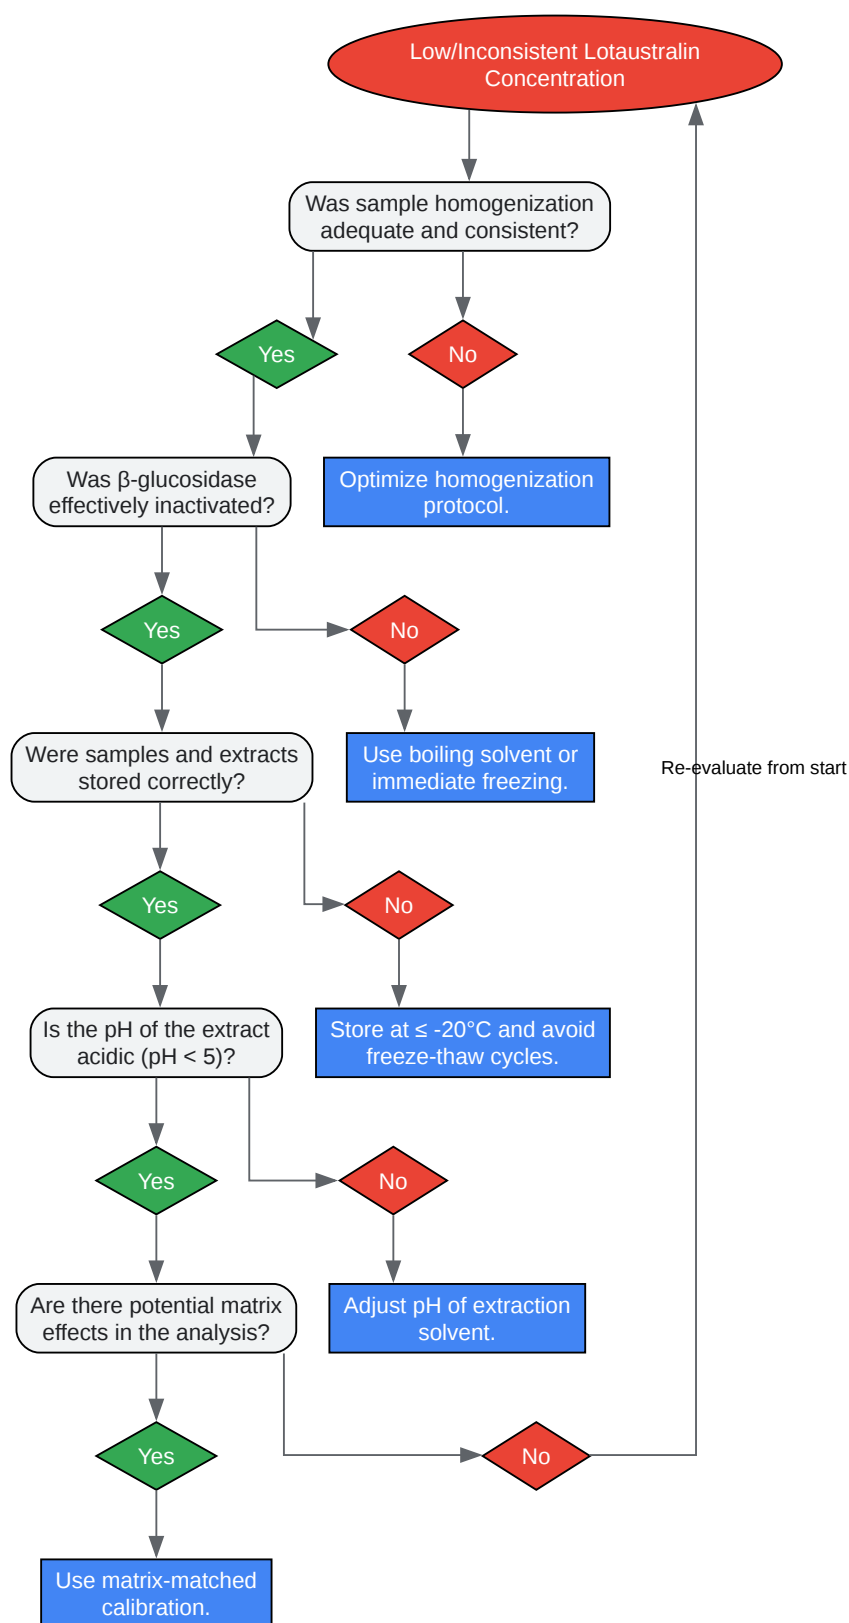 Low/Inconsistent Lotaustralin
Concentration
Was sample homogenization
adequate and consistent?
Yes
No
Was β-glucosidase
effectively inactivated?
Optimize homogenization
protocol.
Yes
No
Were samples and extracts
stored correctly?
Use boiling solvent or
immediate freezing.
Re-evaluate from start
Yes
No
Is the pH of the extract
acidic (pH < 5)?
Store at ≤ -20°C and avoid
freeze-thaw cycles.
Yes
No
Are there potential matrix
effects in the analysis?
Adjust pH of extraction
solvent.
Yes
No
Use matrix-matched
calibration.